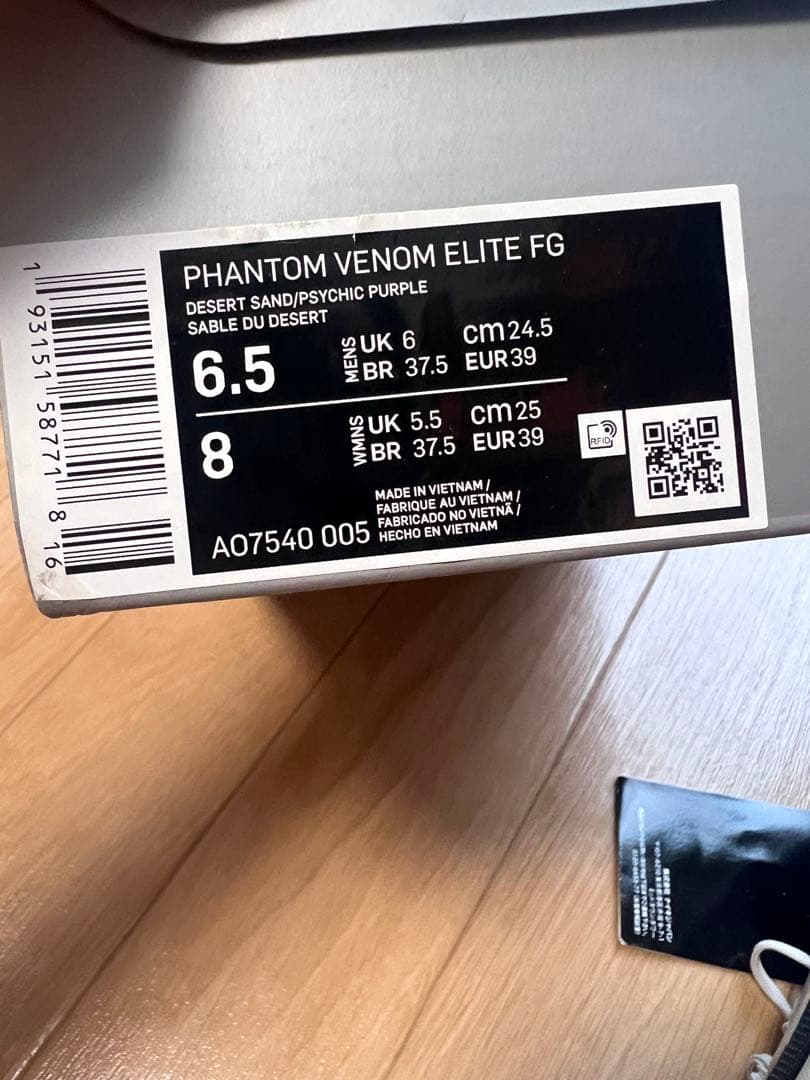 PHANTOM VENOM ELITE FG
DESERT SAND/PSYCHIC PURPLE
SABLE DU DESERT
6.5 MENS UK 6 cm 24.5
BR 37.5 EUR 39
8 WMNS UK 5.5 cm 25
BR 37.5 EUR 39
RFID
MADE IN VIETNAM /
FABRIQUE AU VIETNAM /
FABRICADO NO VIETNÃ /
HECHO EN VIETNAM
AO7540 005
1 93151 58771 8 16